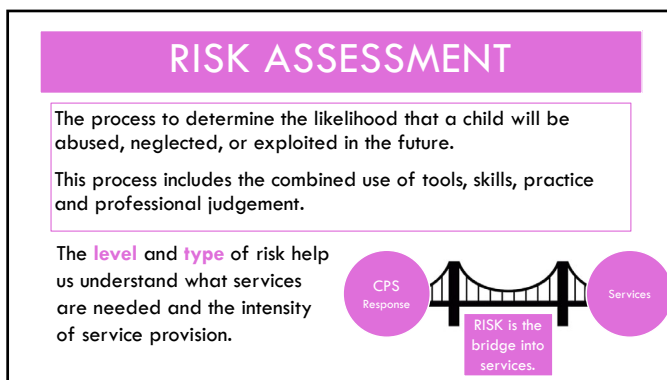 RISK ASSESSMENT
The process to determine the likelihood that a child will be
abused, neglected, or exploited in the future.
This process includes the combined use of tools, skills, practice
and professional judgement.
The level and type of risk help
us understand what services
are needed and the intensity
of service provision.
CPS
Response
Services
RISK is the
bridge into
services.